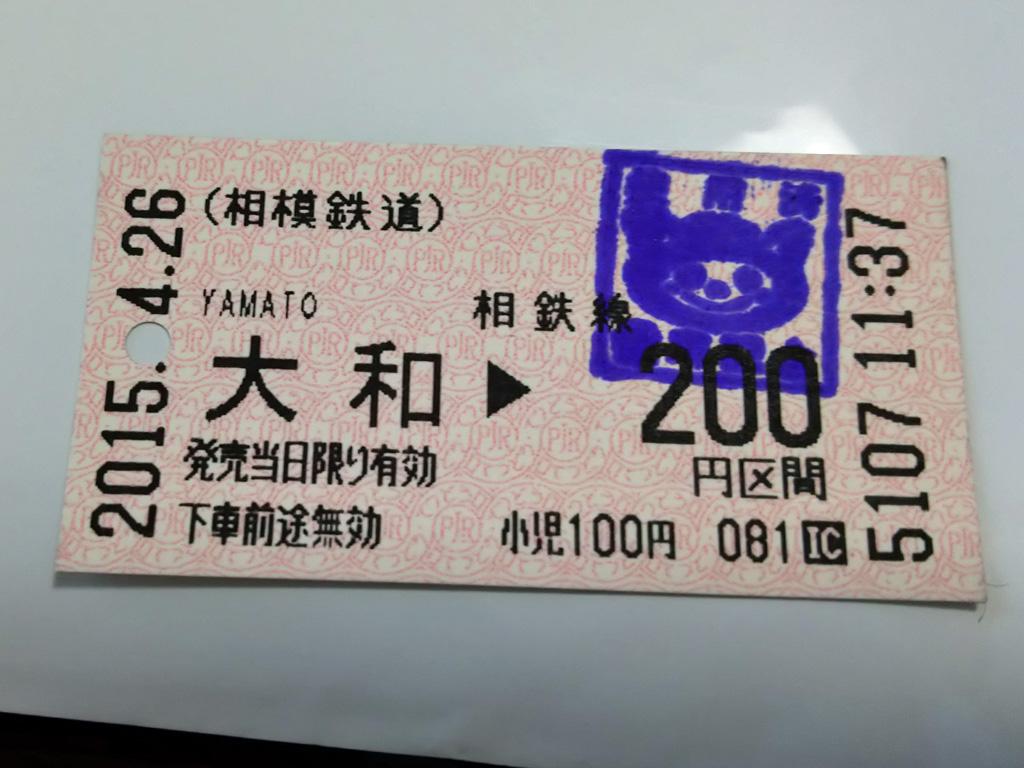 (相模鉄道)
YAMATO
相鉄線
大和▶200
円区間
発売当日限り有効
下車前途無効
小児100円 081 IC
2015.-4.26
5107 11:37